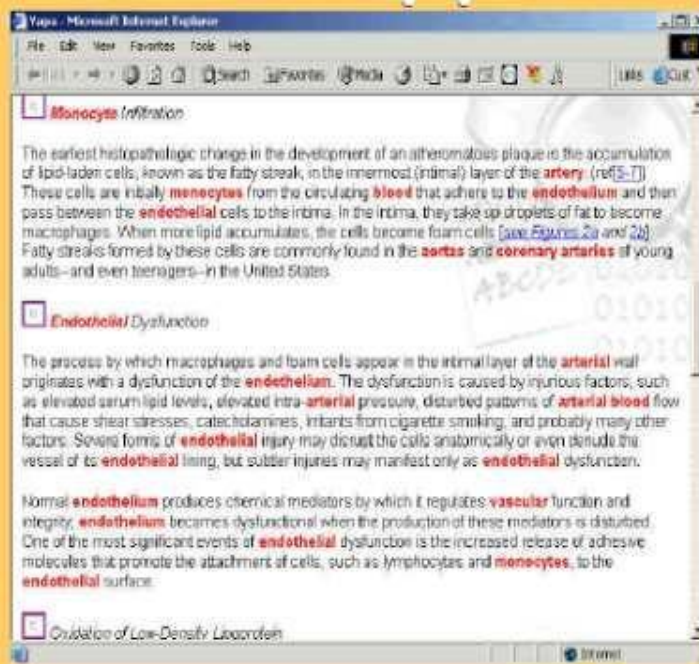 Yapa - Microsoft Internet Explorer
File Edit View Favorites Tools Help
Search Favorites Media Links
Monocyte Infiltration
The earliest histopathologic change in the development of an atheromatous plaque is the accumulation
of lipid-laden cells, known as the fatty streak, in the innermost (intimal) layer of the artery. (ref[5-7])
These cells are initially monocytes from the circulating blood that adhere to the endothelium and then
pass between the endothelial cells to the intima. In the intima, they take up droplets of fat to become
macrophages. When more lipid accumulates, the cells become foam cells [see Figures 2a and 2b].
Fatty streaks formed by these cells are commonly found in the aortas and coronary arteries of young
adults--and even teenagers--in the United States.
Endothelial Dysfunction
The process by which macrophages and foam cells appear in the intimal layer of the arterial wall
originates with a dysfunction of the endothelium. The dysfunction is caused by injurious factors, such
as elevated serum lipid levels, elevated intra-arterial pressure, disturbed patterns of arterial blood flow
that cause shear stresses, catecholamines, irritants from cigarette smoking, and probably many other
factors. Severe forms of endothelial injury may disrupt the cells anatomically or even denude the
vessel of its endothelial lining, but subtler injuries may manifest only as endothelial dysfunction.
Normal endothelium produces chemical mediators by which it regulates vascular function and
integrity; endothelium becomes dysfunctional when the production of these mediators is disturbed.
One of the most significant events of endothelial dysfunction is the increased release of adhesive
molecules that promote the attachment of cells, such as lymphocytes and monocytes, to the
endothelial surface.
ABCDE
01010
01010
Oxidation of Low-Density Lipoprotein
Internet